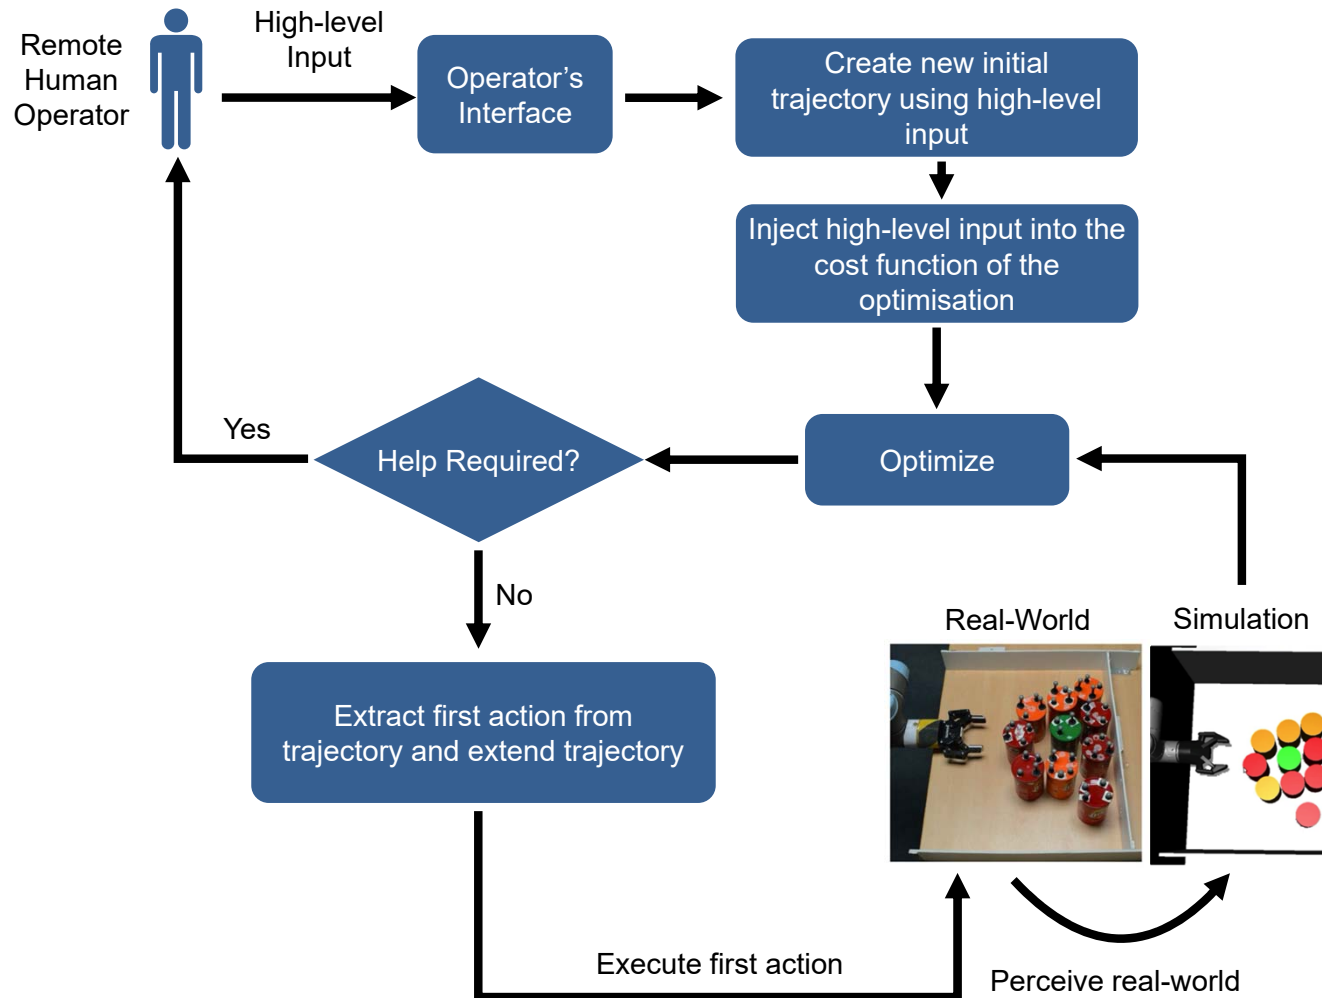 Remote
Human
Operator
High-level
Input
Operator’s
Interface
Create new initial
trajectory using high-level
input
Inject high-level input into the
cost function of the
optimisation
Yes
Help Required?
Optimize
No
Real-World
Simulation
Extract first action from
trajectory and extend trajectory
Execute first action
Perceive real-world